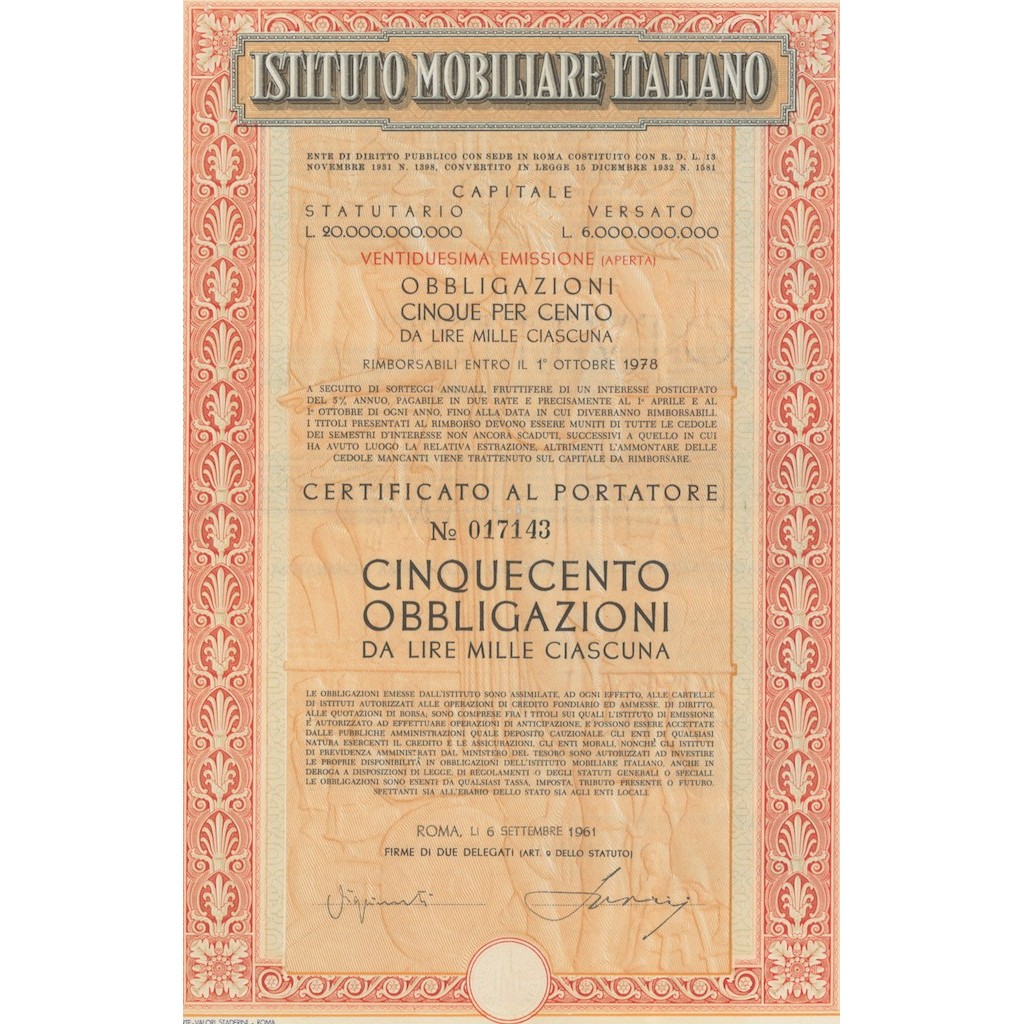 ISTITUTO MOBILIARE ITALIANO
ENTE DI DIRITTO PUBBLICO CON SEDE IN ROMA COSTITUITO CON R. D. L. 13
NOVEMBRE 1931 N. 1398, CONVERTITO IN LEGGE 15 DICEMBRE 1932 N. 1581
CAPITALE
STATUTARIO VERSATO
L. 20.000.000.000 L. 6.000.000.000
VENTIDUESIMA EMISSIONE (APERTA)
OBBLIGAZIONI
CINQUE PER CENTO
DA LIRE MILLE CIASCUNA
RIMBORSABILI ENTRO IL 1° OTTOBRE 1978
A SEGUITO DI SORTEGGI ANNUALI, FRUTTIFERE DI UN INTERESSE POSTICIPATO
DEL 5% ANNUO, PAGABILE IN DUE RATE E PRECISAMENTE AL 1° APRILE E AL
1° OTTOBRE DI OGNI ANNO, FINO ALLA DATA IN CUI DIVERRANNO RIMBORSABILI.
I TITOLI PRESENTATI AL RIMBORSO DEVONO ESSERE MUNITI DI TUTTE LE CEDOLE
DEI SEMESTRI D'INTERESSE NON ANCORA SCADUTI, SUCCESSIVI A QUELLO IN CUI
HA AVUTO LUOGO LA RELATIVA ESTRAZIONE, ALTRIMENTI L'AMMONTARE DELLE
CEDOLE MANCANTI VIENE TRATTENUTO SUL CAPITALE DA RIMBORSARE.
CERTIFICATO AL PORTATORE
No 017143
CINQUECENTO
OBBLIGAZIONI
DA LIRE MILLE CIASCUNA
LE OBBLIGAZIONI EMESSE DALL'ISTITUTO SONO ASSIMILATE, AD OGNI EFFETTO, ALLE CARTELLE
DI ISTITUTI AUTORIZZATI ALLE OPERAZIONI DI CREDITO FONDIARIO ED AMMESSE, DI DIRITTO,
ALLE QUOTAZIONI DI BORSA; SONO COMPRESE FRA I TITOLI SUI QUALI L'ISTITUTO DI EMISSIONE
È AUTORIZZATO AD EFFETTUARE OPERAZIONI DI ANTICIPAZIONE, E POSSONO ESSERE ACCETTATE
DALLE PUBBLICHE AMMINISTRAZIONI QUALE DEPOSITO CAUZIONALE. GLI ENTI DI QUALSIASI
NATURA ESERCENTI IL CREDITO E LE ASSICURAZIONI, GLI ENTI MORALI, NONCHÉ GLI ISTITUTI
DI PREVIDENZA AMMINISTRATI DAL MINISTERO DEL TESORO SONO AUTORIZZATI AD INVESTIRE
LE PROPRIE DISPONIBILITÀ IN OBBLIGAZIONI DELL'ISTITUTO MOBILIARE ITALIANO, ANCHE IN
DEROGA A DISPOSIZIONI DI LEGGE, DI REGOLAMENTI O DEGLI STATUTI GENERALI O SPECIALI.
LE OBBLIGAZIONI SONO ESENTI DA QUALSIASI TASSA, IMPOSTA, TRIBUTO PRESENTE O FUTURO,
SPETTANTI SIA ALL'ERARIO DELLO STATO SIA AGLI ENTI LOCALI.
ROMA, LI 6 SETTEMBRE 1961
FIRME DI DUE DELEGATI (ART. 9 DELLO STATUTO)
RTE-VALORI STADERINI - ROMA